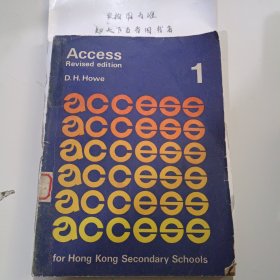 Access
Revised edition
1
D.H. Howe
access
access
access
access
access
access
for Hong Kong Secondary Schools